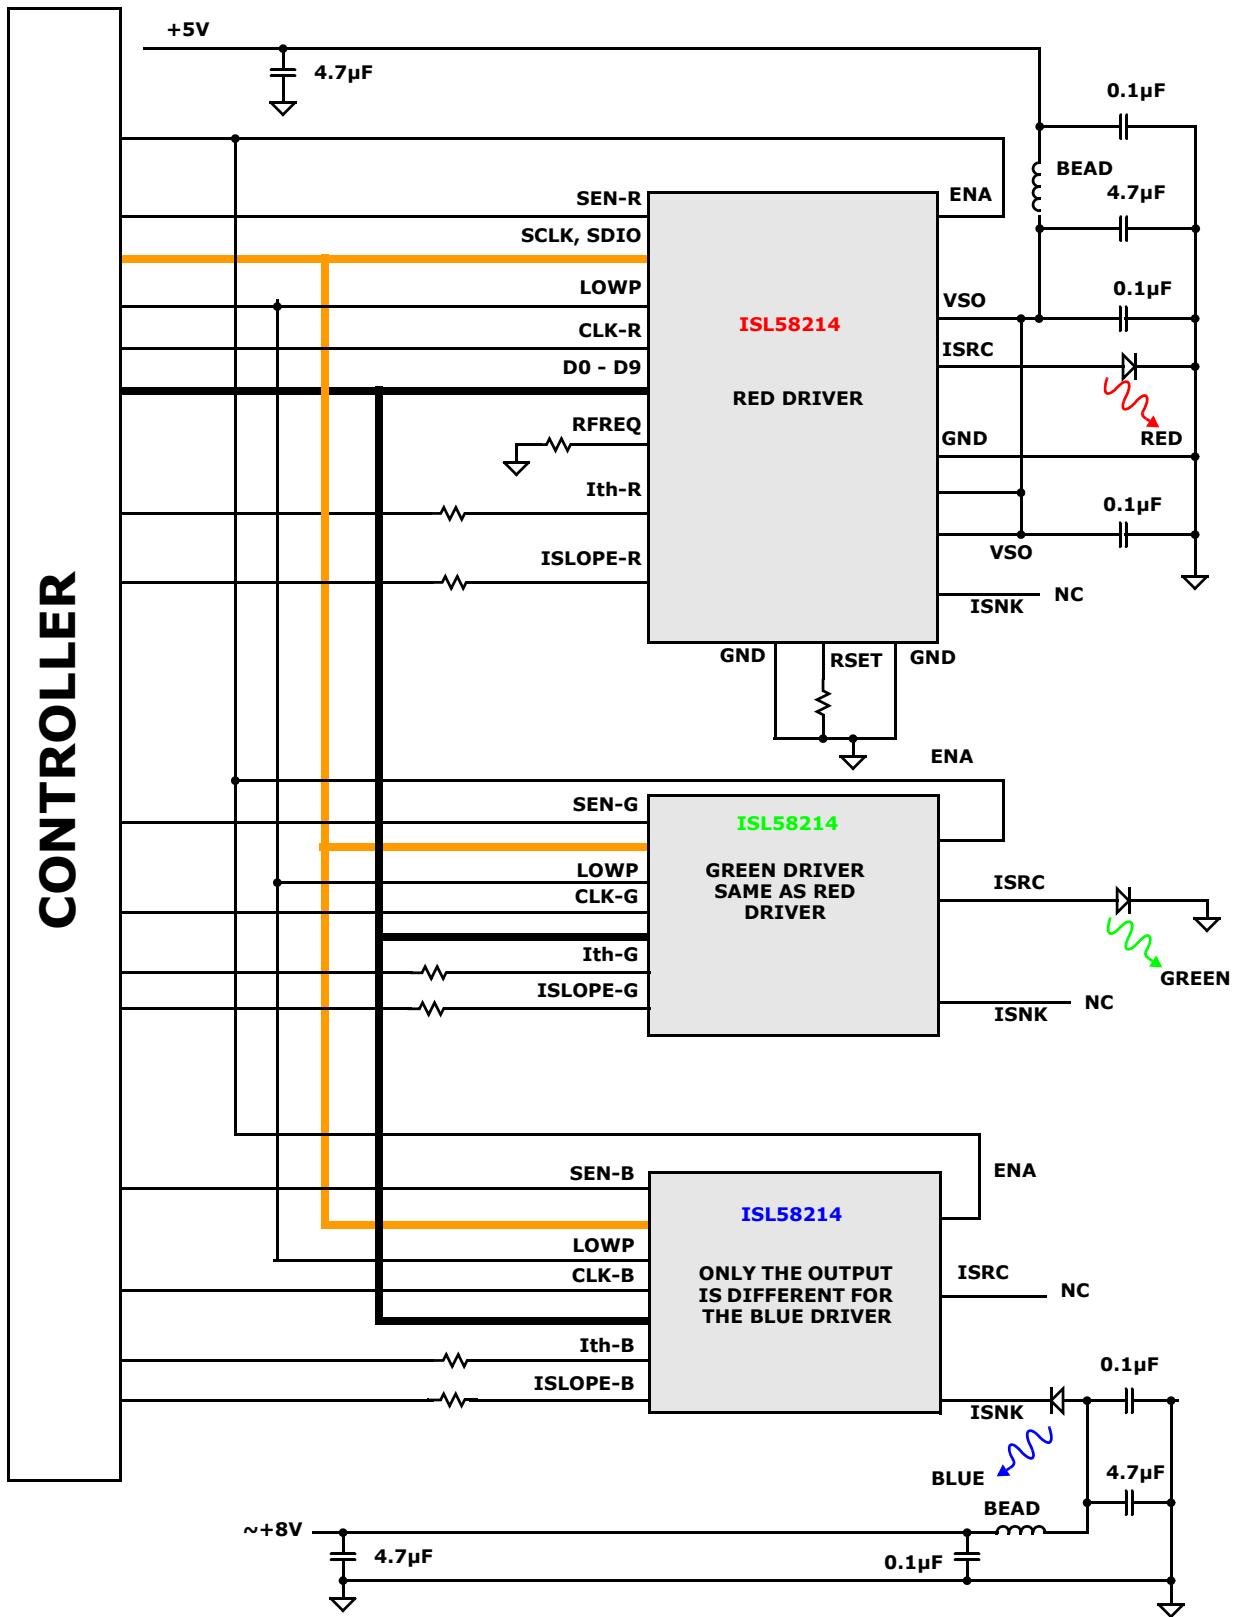 +5V
4.7µF
0.1µF
BEAD
4.7µF
ENA
SEN-R
SCLK, SDIO
LOWP
CLK-R
D0 - D9
RFREQ
Ith-R
ISLOPE-R
ISL58214
RED DRIVER
VSO
0.1µF
ISRC
RED
GND
0.1µF
VSO
NC
ISNK
GND
RSET
GND
CONTROLLER
ENA
SEN-G
LOWP
CLK-G
Ith-G
ISLOPE-G
ISL58214
GREEN DRIVER
SAME AS RED
DRIVER
ISRC
GREEN
NC
ISNK
ENA
SEN-B
LOWP
CLK-B
Ith-B
ISLOPE-B
ISL58214
ONLY THE OUTPUT
IS DIFFERENT FOR
THE BLUE DRIVER
ISRC
NC
0.1µF
ISNK
BLUE
4.7µF
BEAD
~+8V
4.7µF
0.1µF